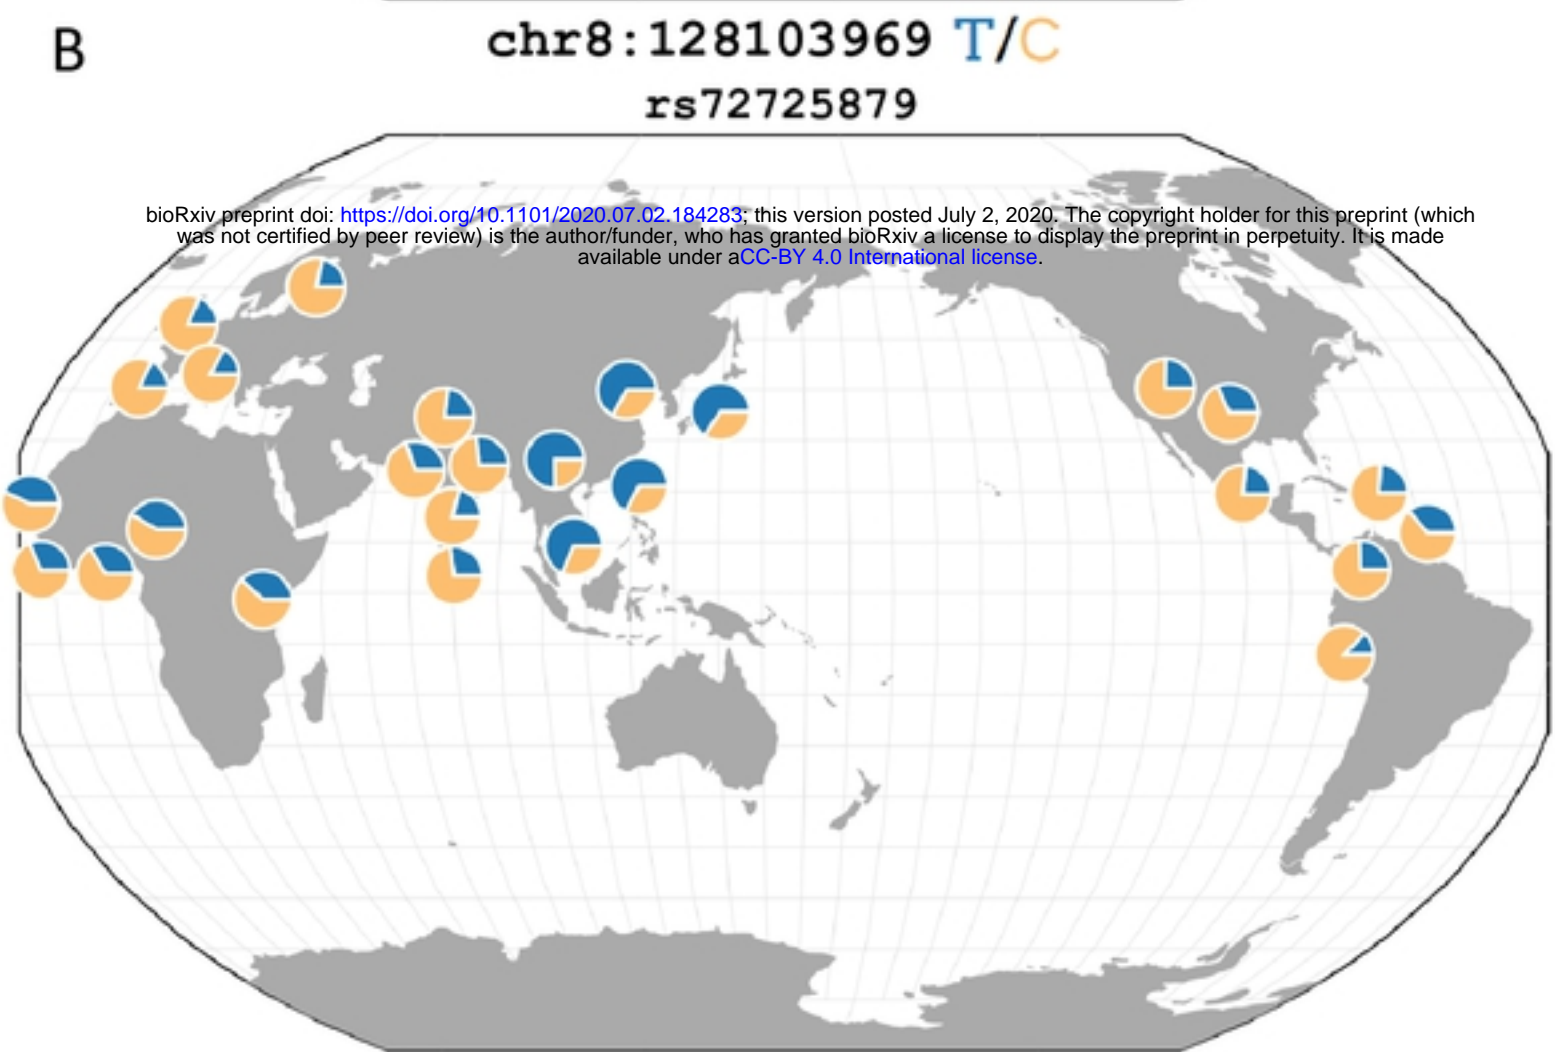 B
chr8:128103969 T/C
rs72725879
bioRxiv preprint doi: https://doi.org/10.1101/2020.07.02.184283; this version posted July 2, 2020. The copyright holder for this preprint (which
was not certified by peer review) is the author/funder, who has granted bioRxiv a license to display the preprint in perpetuity. It is made
available under aCC-BY 4.0 International license.